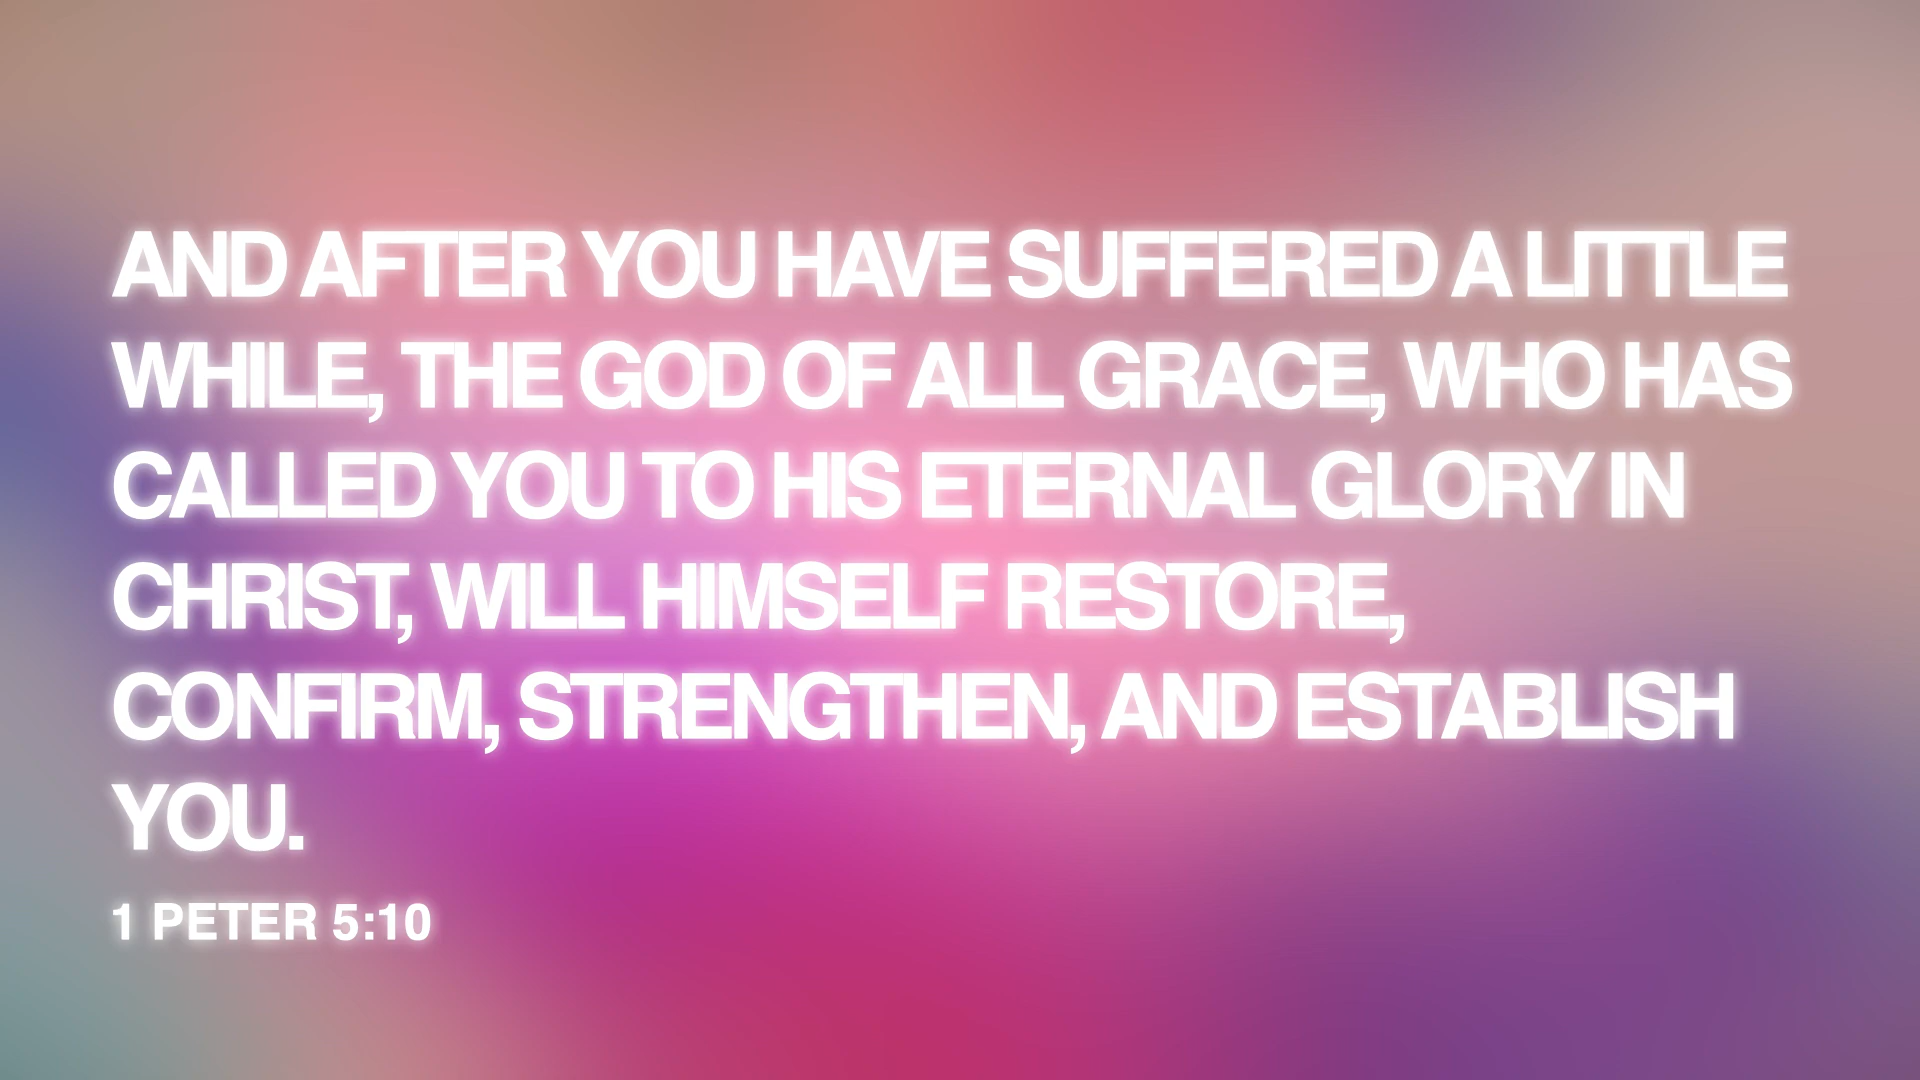 AND AFTER YOU HAVE SUFFERED A LITTLE
WHILE, THE GOD OF ALL GRACE, WHO HAS
CALLED YOU TO HIS ETERNAL GLORY IN
CHRIST, WILL HIMSELF RESTORE,
CONFIRM, STRENGTHEN, AND ESTABLISH
YOU.
1 PETER 5:10